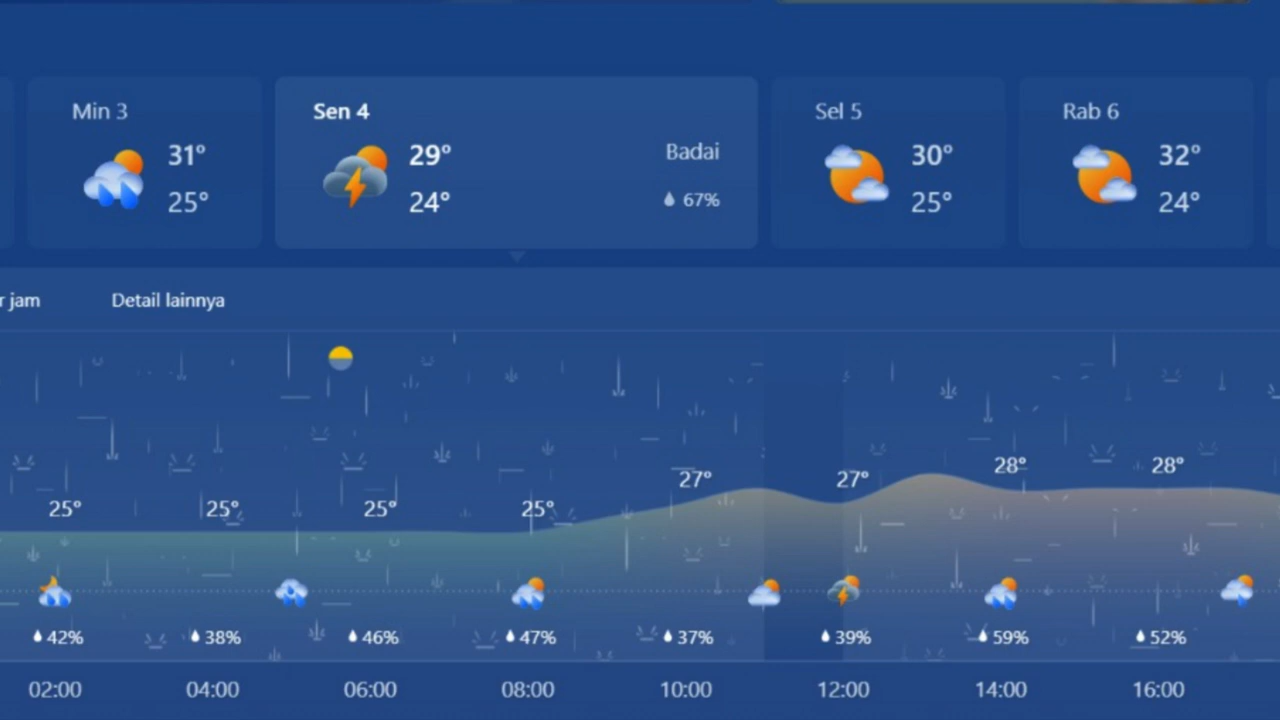 Min 3
31°
25°
Sen 4
29°
24°
Badai
67%
Sel 5
30°
25°
Rab 6
32°
24°
r jam
Detail lainnya
25° 25° 25° 25° 27° 27° 28° 28°
42% 38% 46% 47% 37% 39% 59% 52%
02:00 04:00 06:00 08:00 10:00 12:00 14:00 16:00